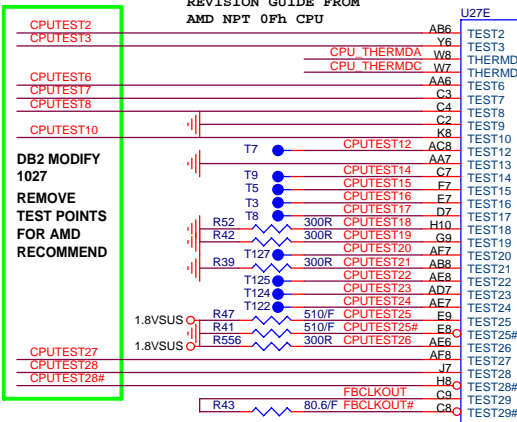 REVISION GUIDE FROM
AMD NPT 0Fh CPU
U27E
CPUTEST2 AB6 TEST2
CPUTEST3 Y6 TEST3
CPU_THERMDA W8 THERMD
CPU_THERMDC W7 THERMD
CPUTEST6 AA6 TEST6
CPUTEST7 C3 TEST7
CPUTEST8 C4 TEST8
C2 TEST9
CPUTEST10 K8 TEST10
T7 CPUTEST12 AC8 TEST12
AA7 TEST13
T9 CPUTEST14 C7 TEST14
T5 CPUTEST15 F7 TEST15
T3 CPUTEST16 E7 TEST16
T8 CPUTEST17 D7 TEST17
R52 300R CPUTEST18 H10 TEST18
R42 300R CPUTEST19 G9 TEST19
T127 CPUTEST20 AF7 TEST20
R39 300R CPUTEST21 AB8 TEST21
T125 CPUTEST22 AE8 TEST22
T124 CPUTEST23 AD7 TEST23
T122 CPUTEST24 AE7 TEST24
1.8VSUS R47 510/F CPUTEST25 E9 TEST25
R41 510/F CPUTEST25# E8 TEST25#
1.8VSUS R556 300R CPUTEST26 AE6 TEST26
CPUTEST27 AF8 TEST27
CPUTEST28 J7 TEST28
CPUTEST28# H8 TEST28#
FBCLKOUT C9 TEST29
R43 80.6/F FBCLKOUT# C8 TEST29#
DB2 MODIFY
1027
REMOVE
TEST POINTS
FOR AMD
RECOMMEND